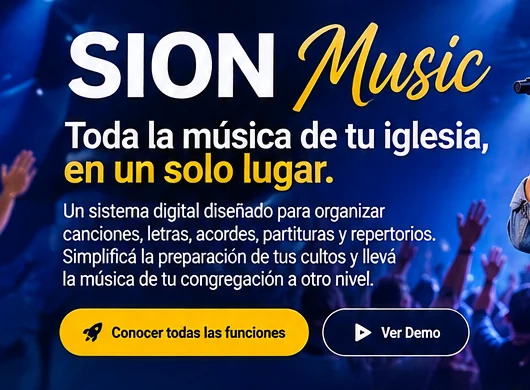 SION Music
Toda la música de tu iglesia,
en un solo lugar.
Un sistema digital diseñado para organizar
canciones, letras, acordes, partituras y repertorios.
Simplificá la preparación de tus cultos y llevá
la música de tu congregación a otro nivel.
Conocer todas las funciones
Ver Demo